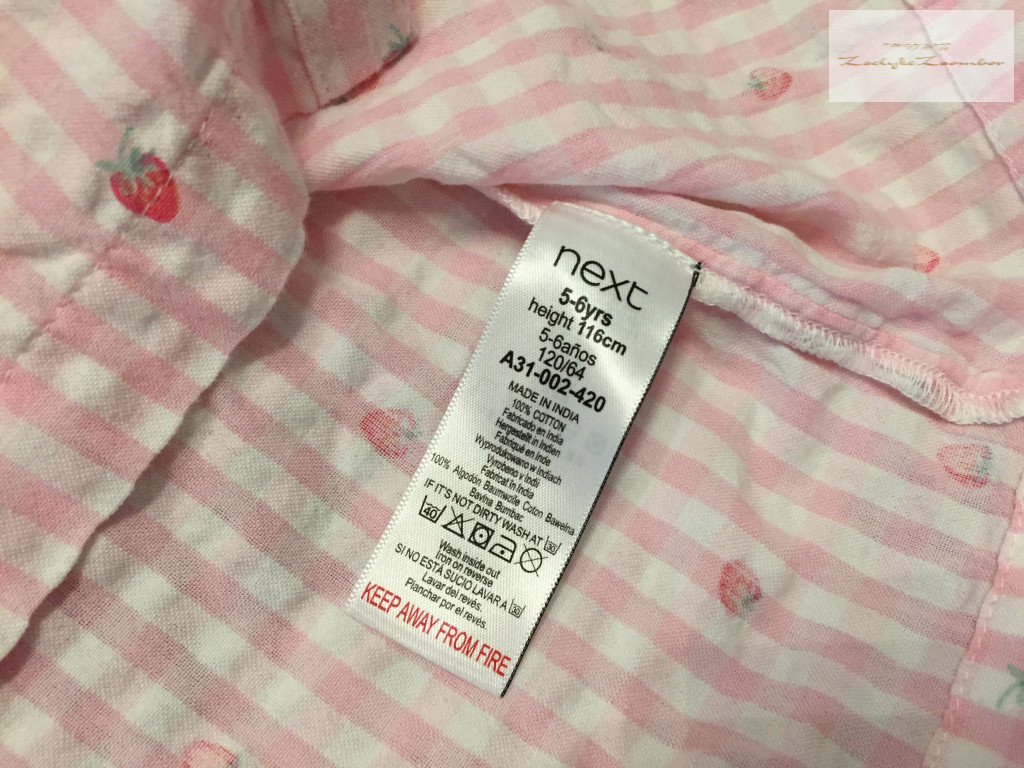 next
5-6yrs
height 116cm
5-6años
120/64
A31-002-420
MADE IN INDIA
100% COTTON
Fabricado en India
Hergestellt in Indien
Fabriqué en Inde
Wyprodukowano w Indiach
Vyrobeno v Indii
Fabricat în India
100% Algodón Baumwolle Coton Bawełna
Bavlna Bumbac
IF IT'S NOT DIRTY WASH AT 30
40
Wash inside out
Iron on reverse
SI NO ESTÁ SUCIO LAVAR A 30
Lavar del revés.
Planchar por el revés.
KEEP AWAY FROM FIRE